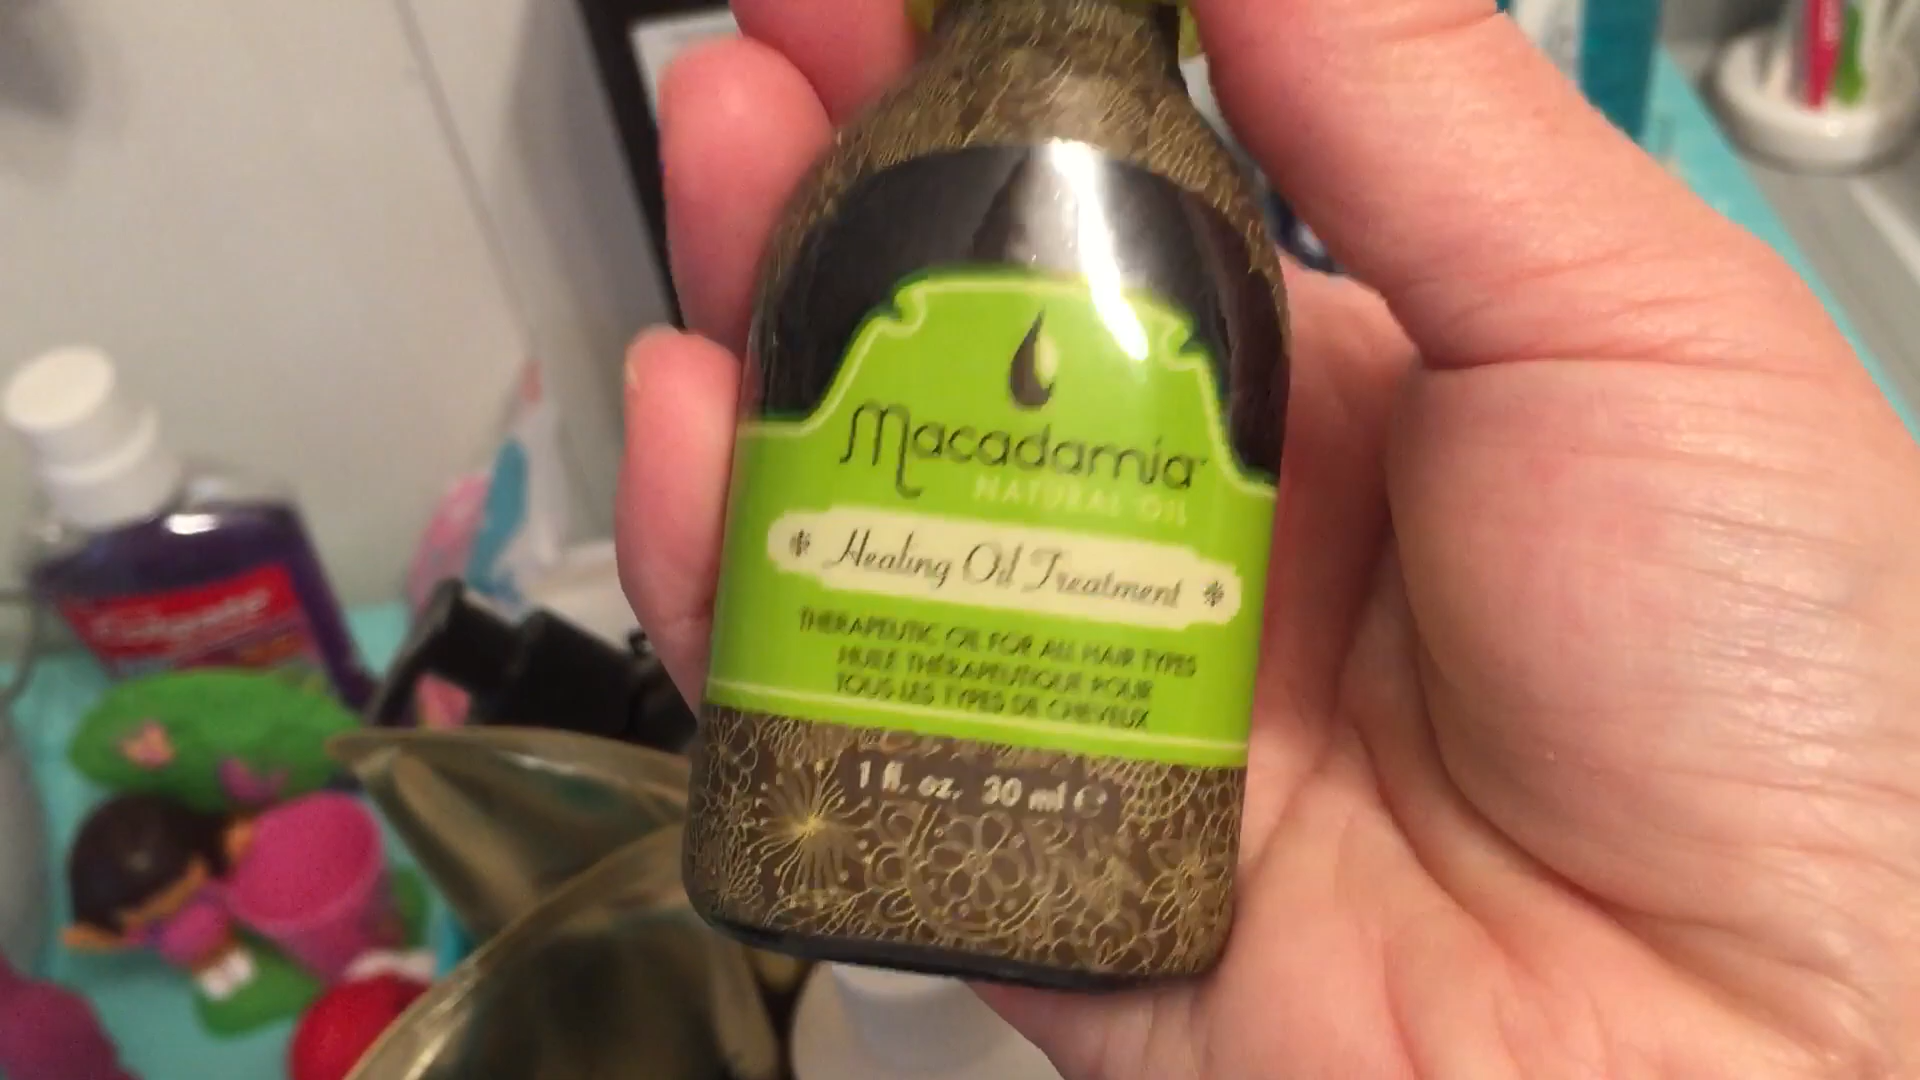 Macadamia
NATURAL OIL
Healing Oil Treatment
THERAPEUTIC OIL FOR ALL HAIR TYPES
HUILE THÉRAPEUTIQUE POUR
TOUS LES TYPES DE CHEVEUX
1 fl. oz. 30 ml ℮
Colgate